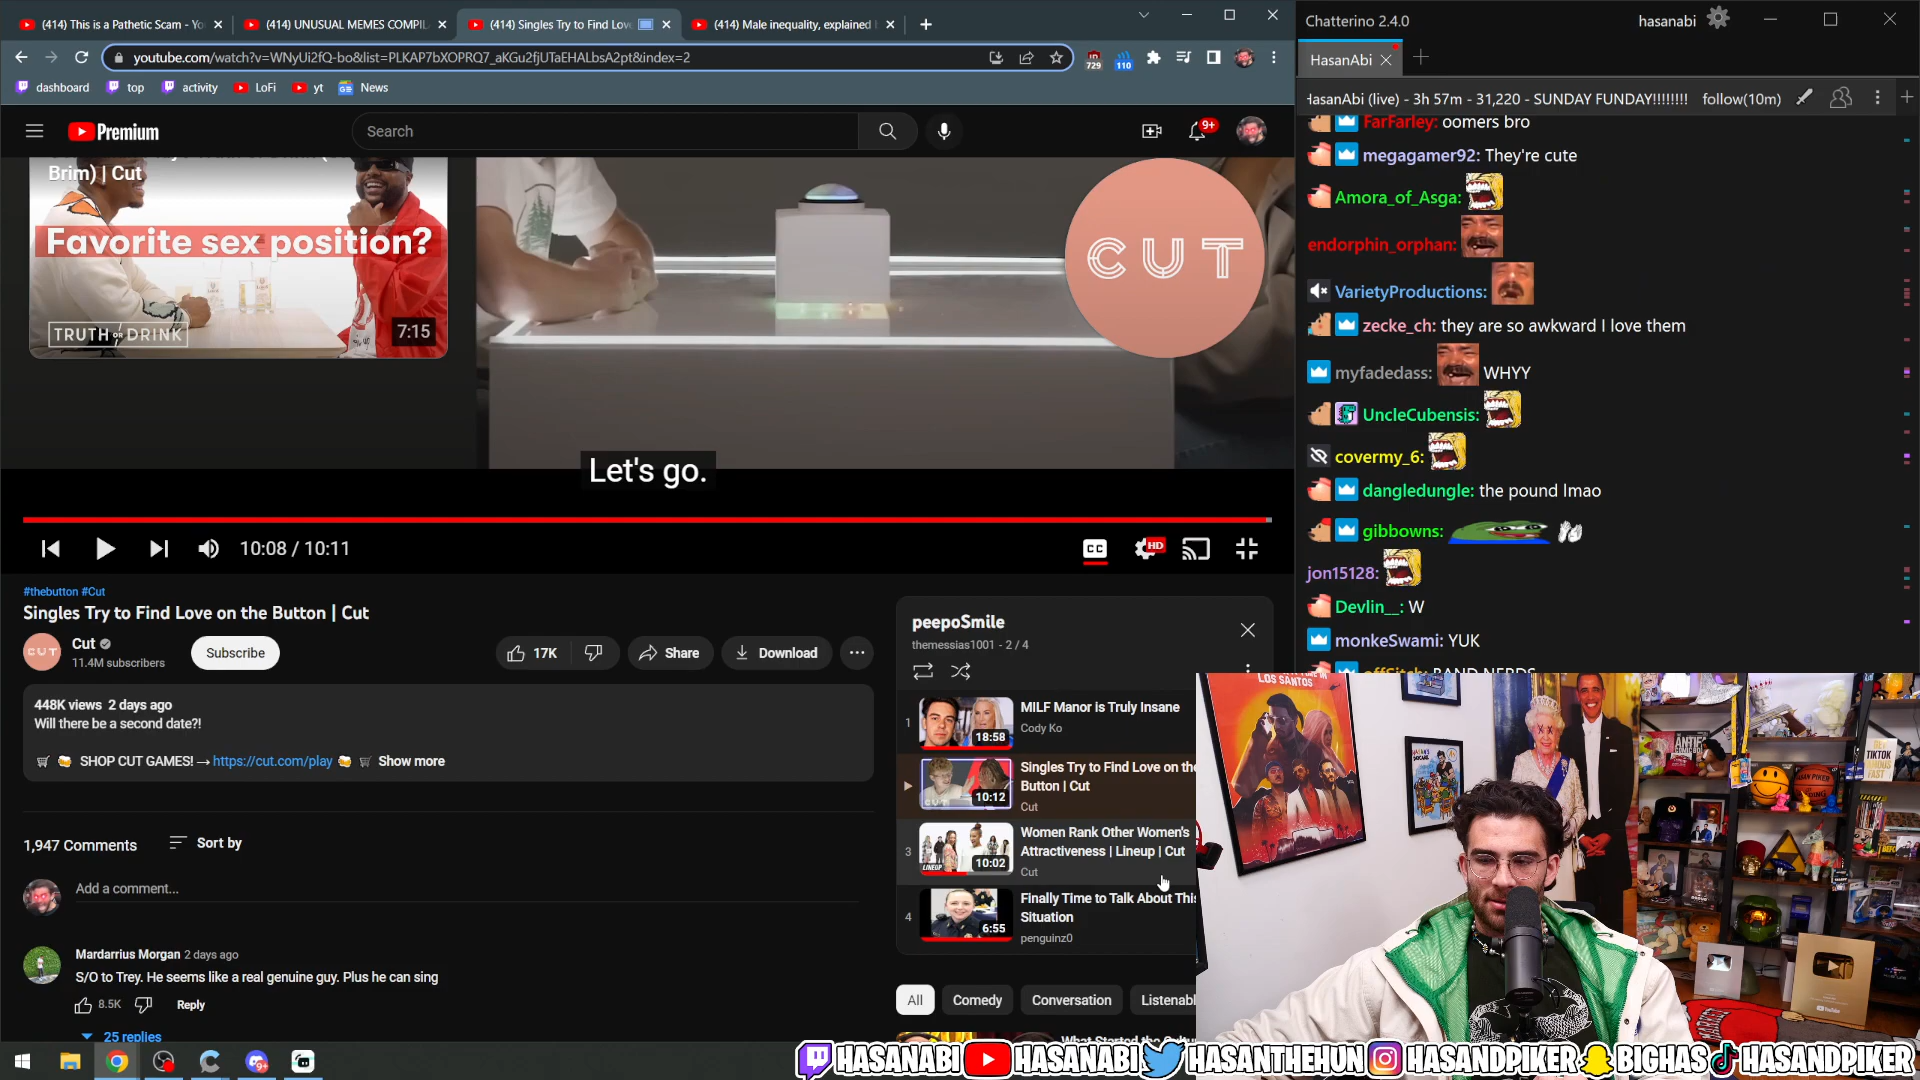 (414) This is a Pathetic Scam - Yo
(414) UNUSUAL MEMES COMPIL
(414) Singles Try to Find Lov
(414) Male inequality, explained
youtube.com/watch?v=WNyUi2fQ-bo&list=PLKAP7bXOPRQ7_aKGu2fjUTaEHALbsA2pt&index=2
729
110
dashboard
top
activity
LoFi
yt
News
Premium
Search
9+
Brim) | Cut
Favorite sex position?
TRUTH or DRINK
7:15
CUT
Let's go.
10:08 / 10:11
CC
HD
#thebutton #Cut
Singles Try to Find Love on the Button | Cut
CUT
Cut
11.4M subscribers
Subscribe
17K
Share
Download
448K views 2 days ago
Will there be a second date?!
SHOP CUT GAMES! → https://cut.com/play
Show more
1,947 Comments
Sort by
Add a comment...
Mardarrius Morgan 2 days ago
S/O to Trey. He seems like a real genuine guy. Plus he can sing
8.5K
Reply
25 replies
peepoSmile
themessias1001 - 2 / 4
1
18:58
MILF Manor is Truly Insane
Cody Ko
10:12
Singles Try to Find Love on the
Button | Cut
Cut
3
LINEUP
10:02
Women Rank Other Women's
Attractiveness | Lineup | Cut
Cut
4
6:55
Finally Time to Talk About This
Situation
penguinz0
All
Comedy
Conversation
Listenabl
Chatterino 2.4.0
hasanabi
HasanAbi
HasanAbi (live) - 3h 57m - 31,220 - SUNDAY FUNDAY!!!!!!!!
follow(10m)
FarFarley: oomers bro
megagamer92: They're cute
Amora_of_Asga:
endorphin_orphan:
VarietyProductions:
zecke_ch: they are so awkward I love them
myfadedass: WHYY
UncleCubensis:
covermy_6:
dangledungle: the pound lmao
gibbowns:
jon15128:
Devlin__: W
monkeSwami: YUK
LOS SANTOS
HASANABI
HASANABI
HASANTHEHUN
HASANDPIKER
BIGHAS
HASANDPIKER